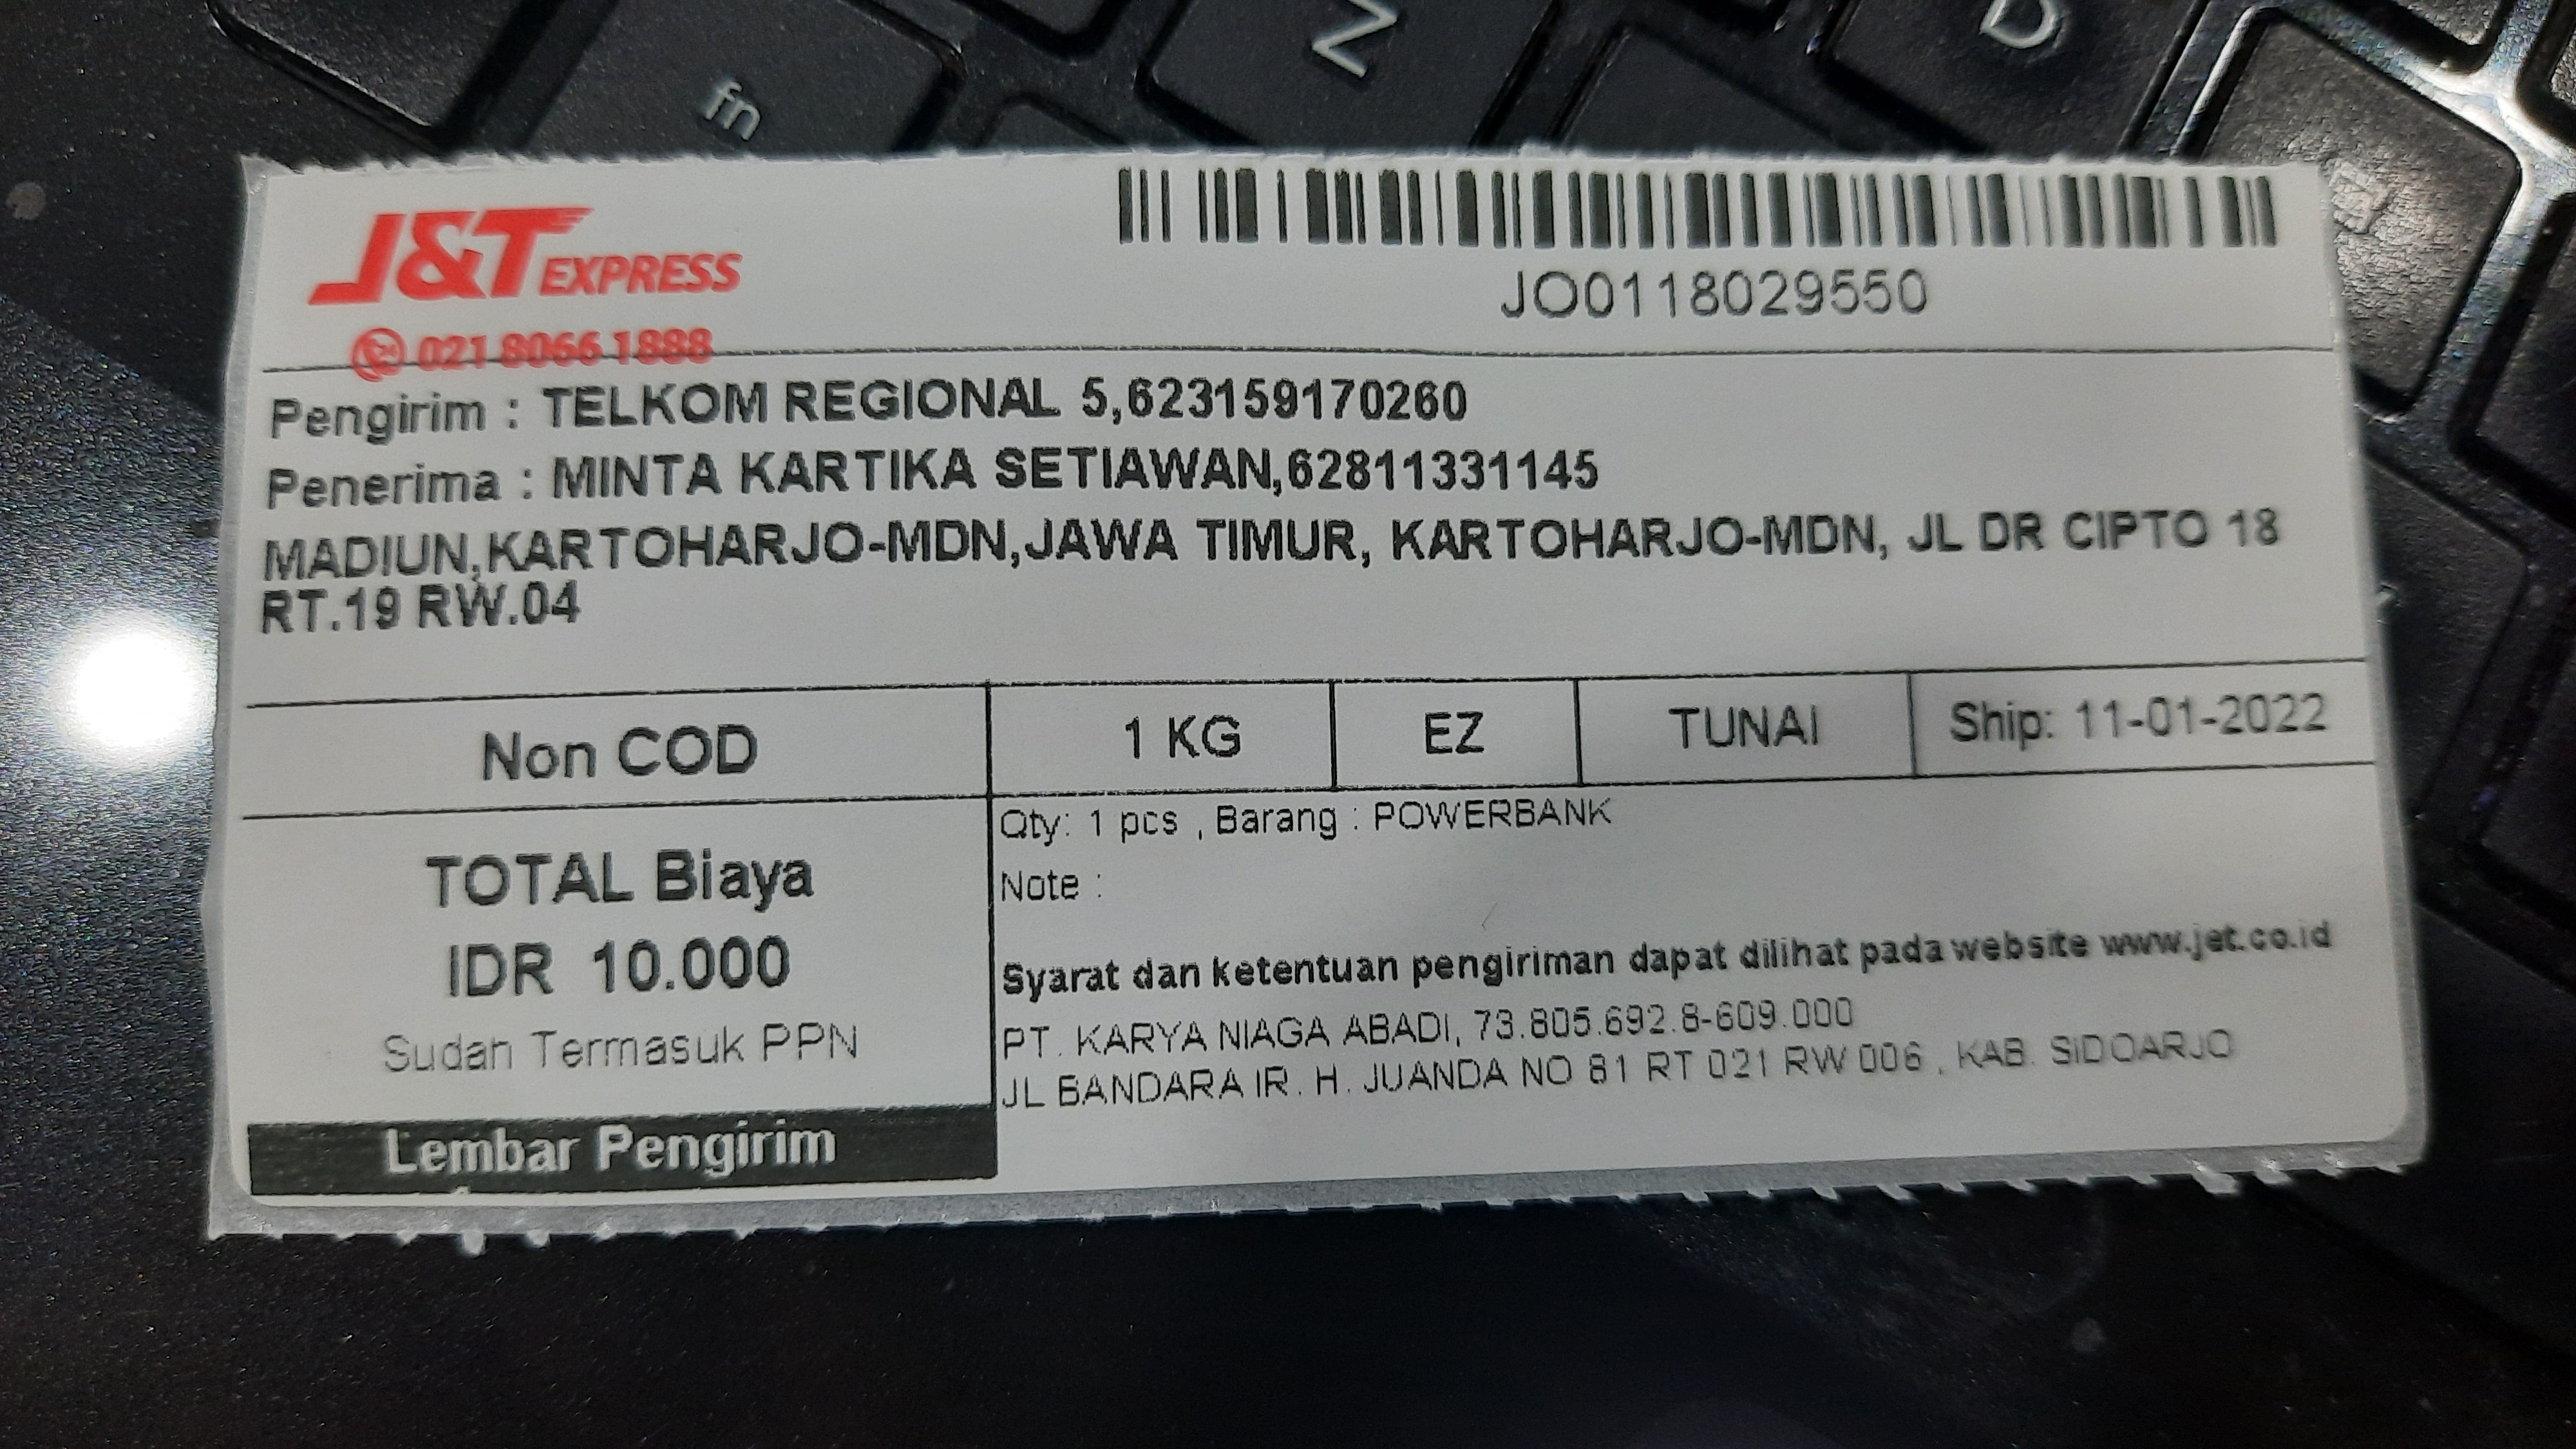 J&T EXPRESS
021 8066 1888
JO0118029550
Pengirim : TELKOM REGIONAL 5,623159170260
Penerima : MINTA KARTIKA SETIAWAN,628113331145
MADIUN,KARTOHARJO-MDN,JAWA TIMUR, KARTOHARJO-MDN, JL DR CIPTO 18
RT.19 RW.04
Non COD
1 KG
EZ
TUNAI
Ship: 11-01-2022
TOTAL Biaya
IDR 10.000
Sudah Termasuk PPN
Lembar Pengirim
Qty: 1 pcs , Barang : POWERBANK
Note :
Syarat dan ketentuan pengiriman dapat dilihat pada website www.jet.co.id
PT. KARYA NIAGA ABADI, 73.805.692.8-609.000
JL BANDARA IR. H. JUANDA NO 81 RT 021 RW 006 , KAB. SIDOARJO
fn
Z
D